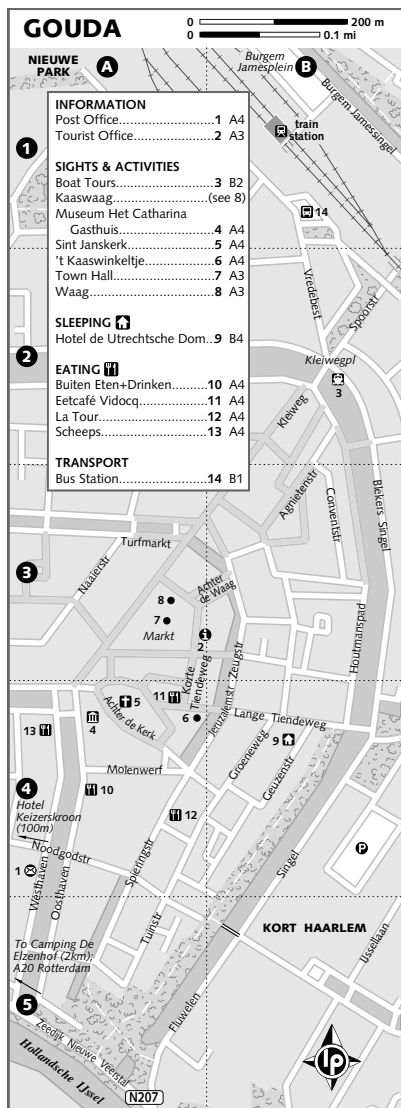 GOUDA
0 200 m
0 0.1 mi
NIEUWE
PARK
A
Burgem
Jamesplein
B
Burgem Jamessingel
INFORMATION
Post Office 1 A4
Tourist Office 2 A3
SIGHTS & ACTIVITIES
Boat Tours 3 B2
Kaaswaag (see 8)
Museum Het Catharina
Gasthuis 4 A4
Sint Janskerk 5 A4
't Kaaswinkeltje 6 A4
Town Hall 7 A3
Waag 8 A3
SLEEPING
Hotel de Utrechtsche Dom 9 B4
EATING
Buiten Eten+Drinken 10 A4
Eetcafé Vidocq 11 A4
La Tour 12 A4
Scheeps 13 A4
TRANSPORT
Bus Station 14 B1
1
train
station
14
Vredebest
Spoorstr
2
Kleiwegpl
3
Kleiweg
Agnietenstr
Conventstr
Blekers Singel
3
Turfmarkt
Naaierstr
Achter
de Waag
8
7
Markt
2
Korte
Tiendeweg
Jeruzalemstr
Zeugstr
Houtmanspad
13
4
5
Achter de Kerk
11
6
Lange Tiendeweg
9
Groeneweg
Geuzenstr
Molenwerf
4
10
12
Hotel
Keizerskroon
(100m)
Noodgodstr
1
Westhaven
Oosthaven
Spieringstr
Tuinstr
Singel
P
KORT HAARLEM
IJssellaan
To Camping De
Elzenhof (2km);
A20 Rotterdam
5
Fluwelen
Zeedijk Nieuwe Veerstal
Hollandsche IJssel
N207
lp